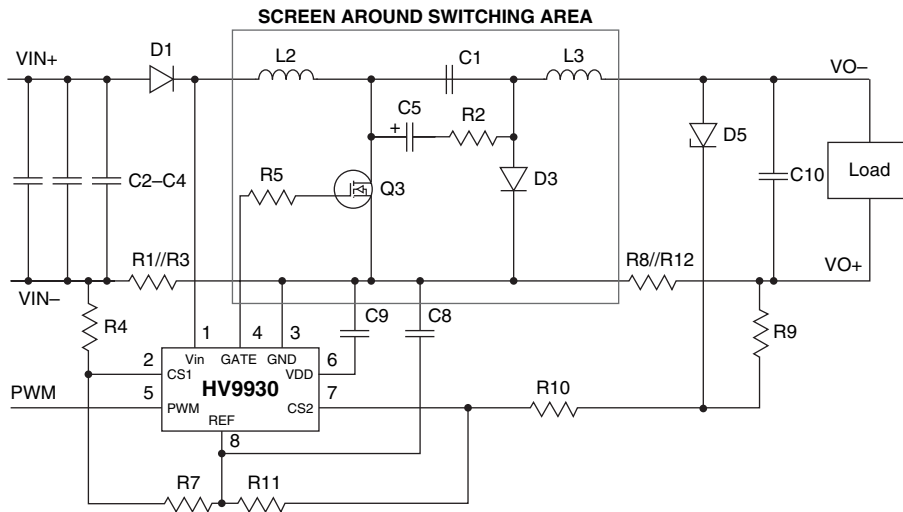 SCREEN AROUND SWITCHING AREA
VIN+
D1
L2
C1
L3
VO–
C5
R2
+
D5
C2–C4
R5
Q3
D3
C10
Load
R1//R3
R8//R12
VO+
VIN–
R4
1
4
3
C9
C8
R9
2
Vin
GATE
GND
6
CS1
VDD
PWM
5
HV9930
7
R10
PWM
CS2
REF
8
R7
R11